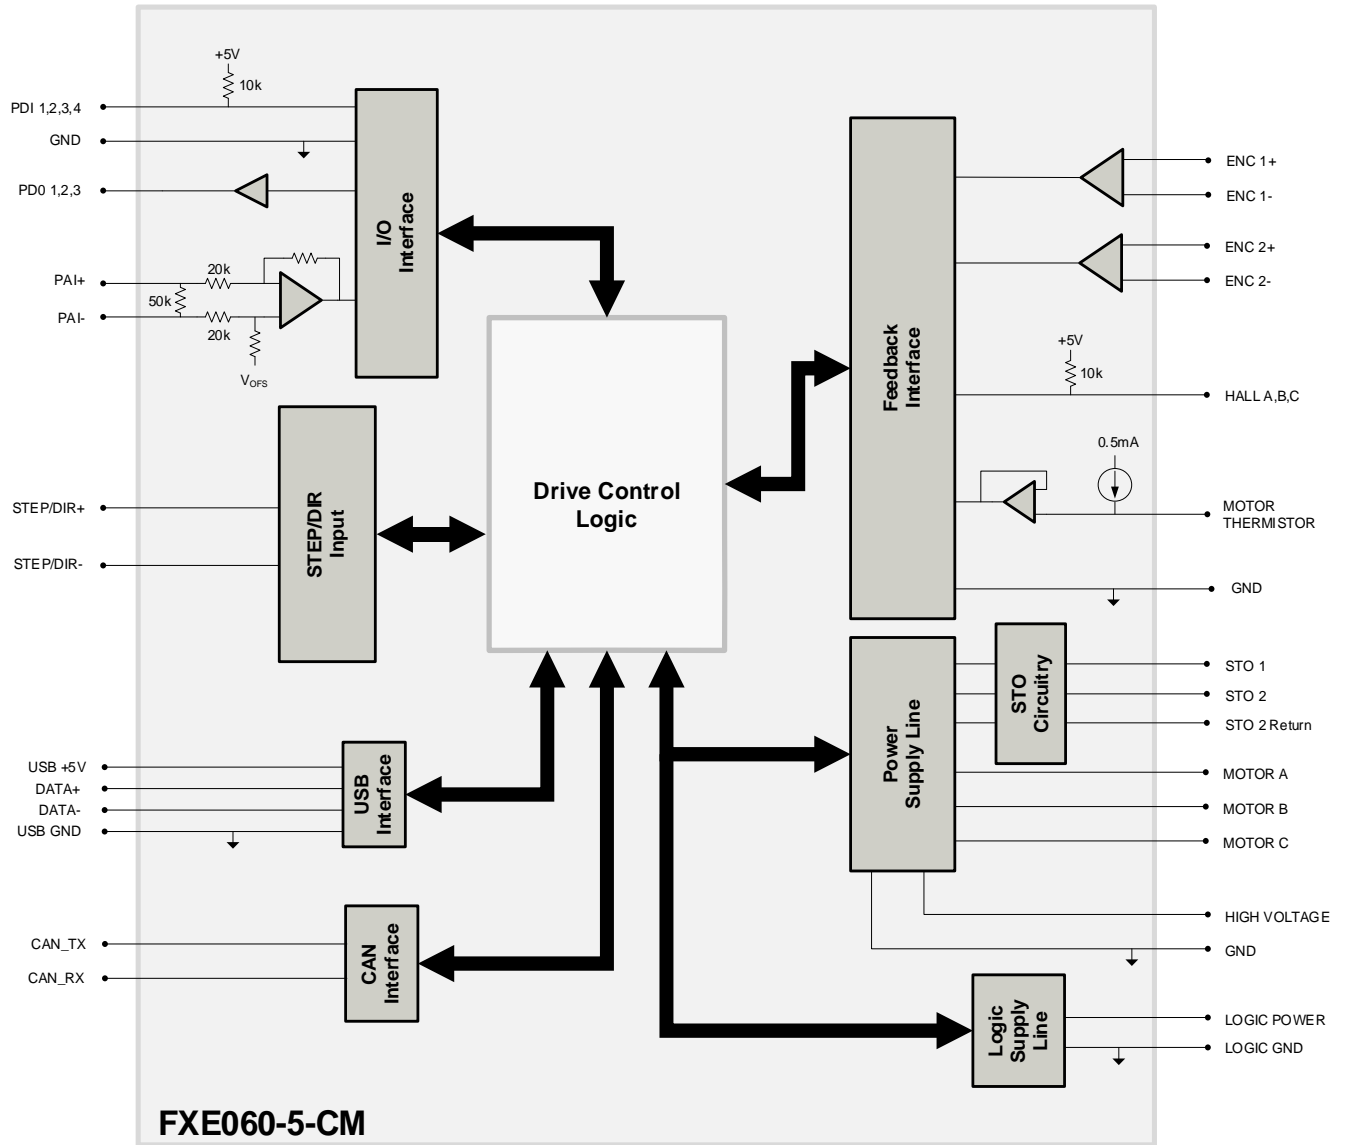 +5V
10k
PDI 1,2,3,4
GND
PD0 1,2,3
PAI+
20k
50k
PAI-
20k
VOFS
I/O
Interface
STEP/DIR+
STEP/DIR-
STEP/DIR
Input
USB +5V
DATA+
DATA-
USB GND
USB
Interface
CAN_TX
CAN_RX
CAN
Interface
Drive Control
Logic
Feedback
Interface
ENC 1+
ENC 1-
ENC 2+
ENC 2-
+5V
10k
HALL A,B,C
0.5mA
MOTOR
THERMISTOR
GND
Power
Supply Line
STO
Circuitry
STO 1
STO 2
STO 2 Return
MOTOR A
MOTOR B
MOTOR C
HIGH VOLTAGE
GND
Logic
Supply
Line
LOGIC POWER
LOGIC GND
FXE060-5-CM